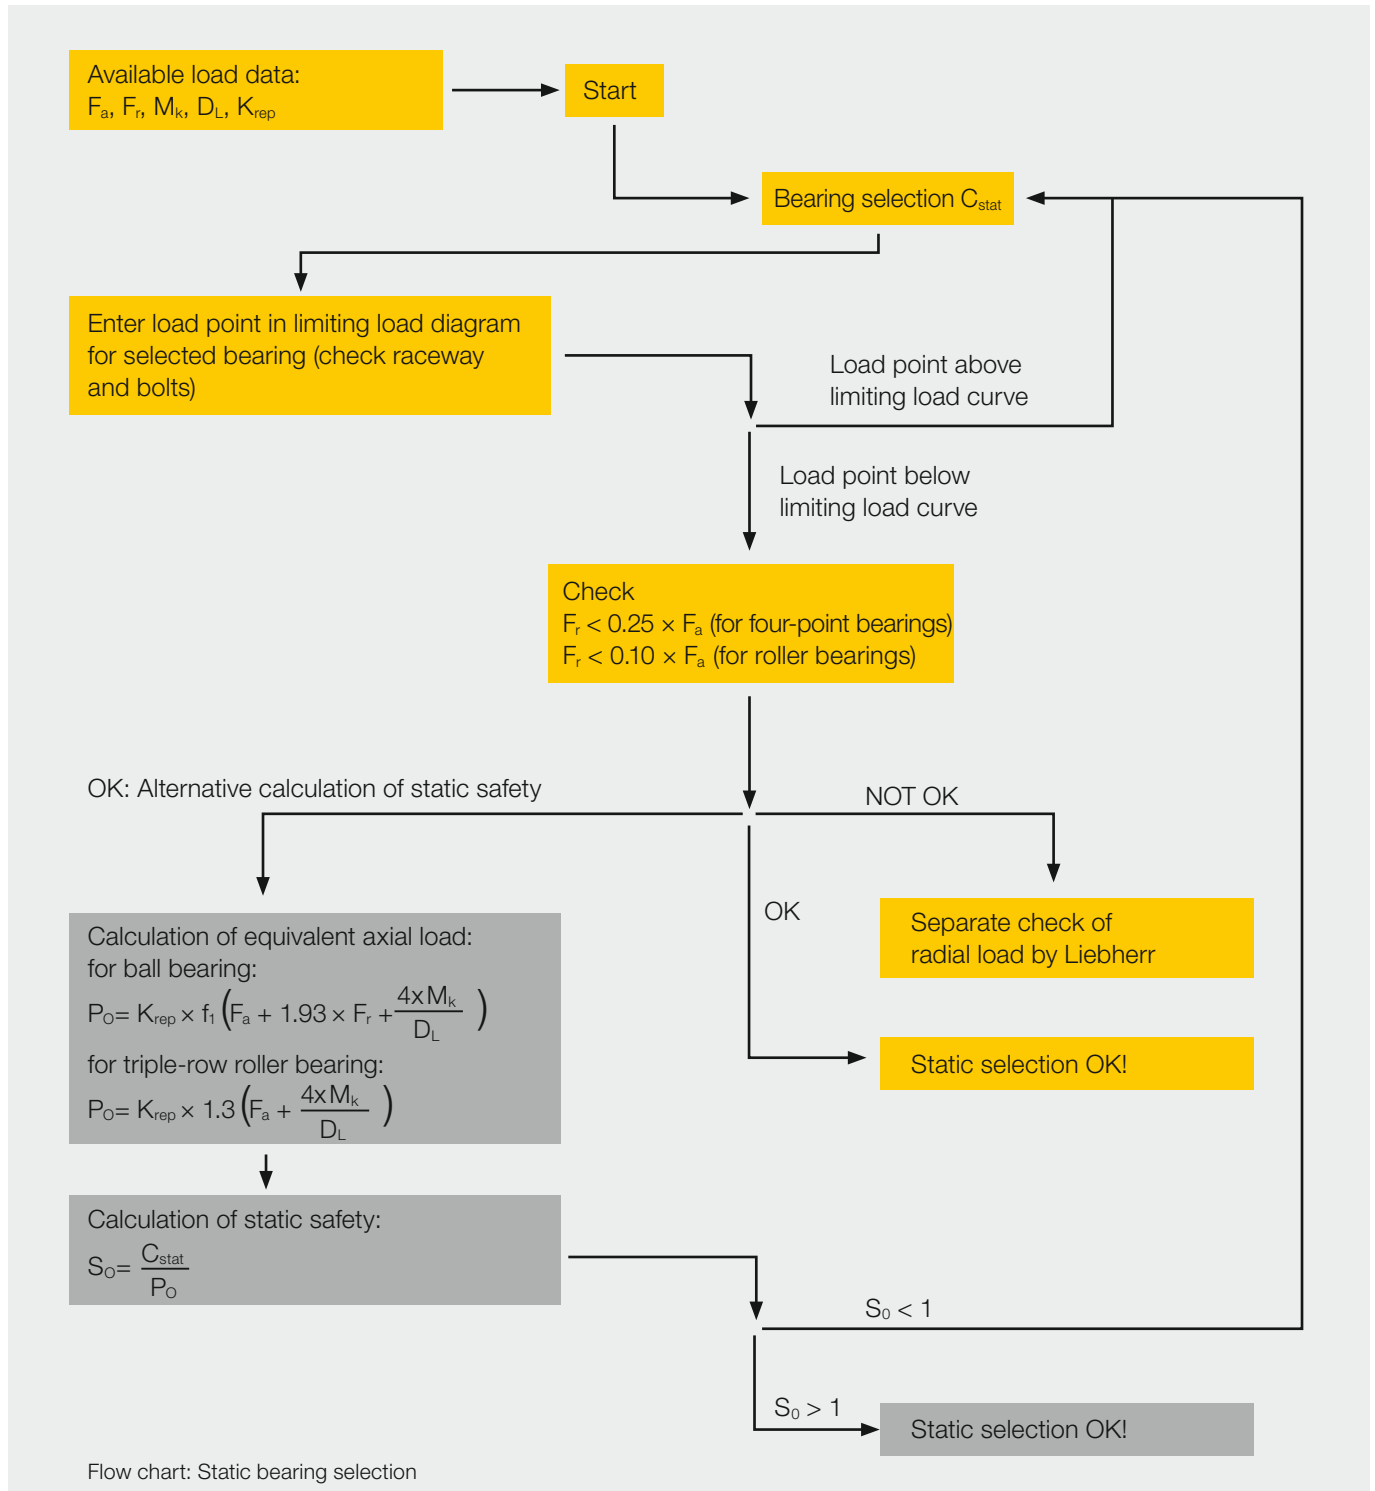 Available load data:
Fa, Fr, Mk, DL, Krep
Start
Bearing selection Cstat
Enter load point in limiting load diagram
for selected bearing (check raceway
and bolts)
Load point above
limiting load curve
Load point below
limiting load curve
Check
Fr < 0.25 × Fa (for four-point bearings)
Fr < 0.10 × Fa (for roller bearings)
OK: Alternative calculation of static safety
NOT OK
OK
Separate check of
radial load by Liebherr
Static selection OK!
Calculation of equivalent axial load:
for ball bearing:
PO= Krep × f1 (Fa + 1.93 × Fr + 4xMk / DL )
for triple-row roller bearing:
PO= Krep × 1.3 (Fa + 4xMk / DL )
Calculation of static safety:
SO= Cstat / PO
S0 < 1
S0 > 1
Static selection OK!
Flow chart: Static bearing selection